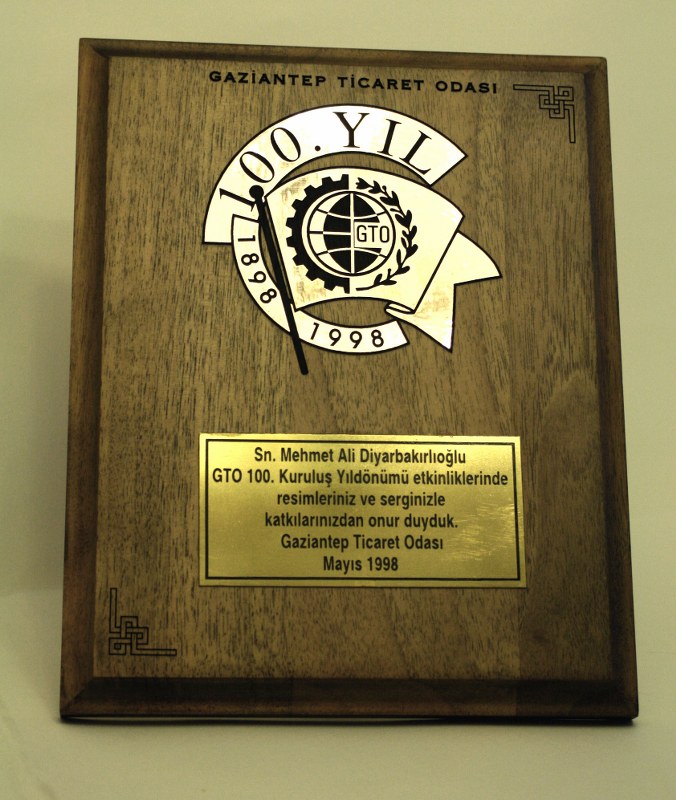 GAZİANTEP TİCARET ODASI
100. YIL
GTO
1898
1998
Sn. Mehmet Ali Diyarbakırlıoğlu
GTO 100. Kuruluş Yıldönümü etkinliklerinde
resimleriniz ve serginizle
katkılarınızdan onur duyduk.
Gaziantep Ticaret Odası
Mayıs 1998